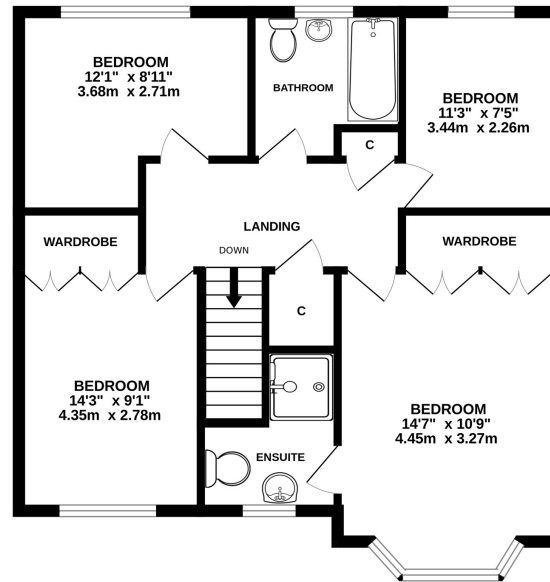 BEDROOM
12'1" x 8'11"
3.68m x 2.71m
BATHROOM
BEDROOM
11'3" x 7'5"
3.44m x 2.26m
C
WARDROBE
LANDING
DOWN
WARDROBE
C
BEDROOM
14'3" x 9'1"
4.35m x 2.78m
BEDROOM
14'7" x 10'9"
4.45m x 3.27m
ENSUITE